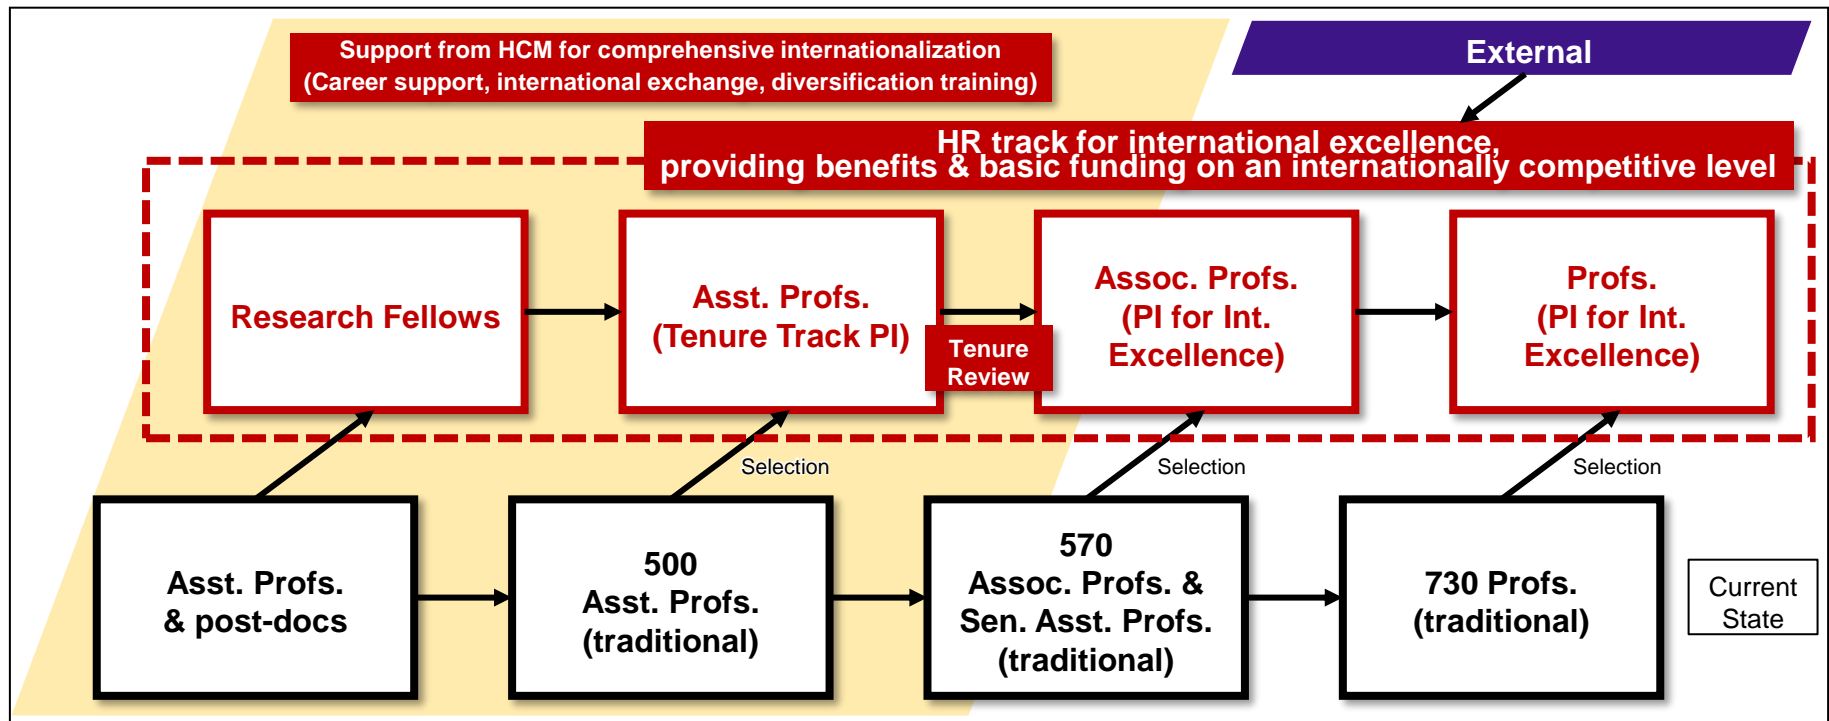 Support from HCM for comprehensive internationalization
(Career support, international exchange, diversification training)
External
HR track for international excellence,
providing benefits & basic funding on an internationally competitive level
Research Fellows
Asst. Profs.
(Tenure Track PI)
Tenure
Review
Assoc. Profs.
(PI for Int.
Excellence)
Profs.
(PI for Int.
Excellence)
Selection
Selection
Selection
Asst. Profs.
& post-docs
500
Asst. Profs.
(traditional)
570
Assoc. Profs. &
Sen. Asst. Profs.
(traditional)
730 Profs.
(traditional)
Current
State